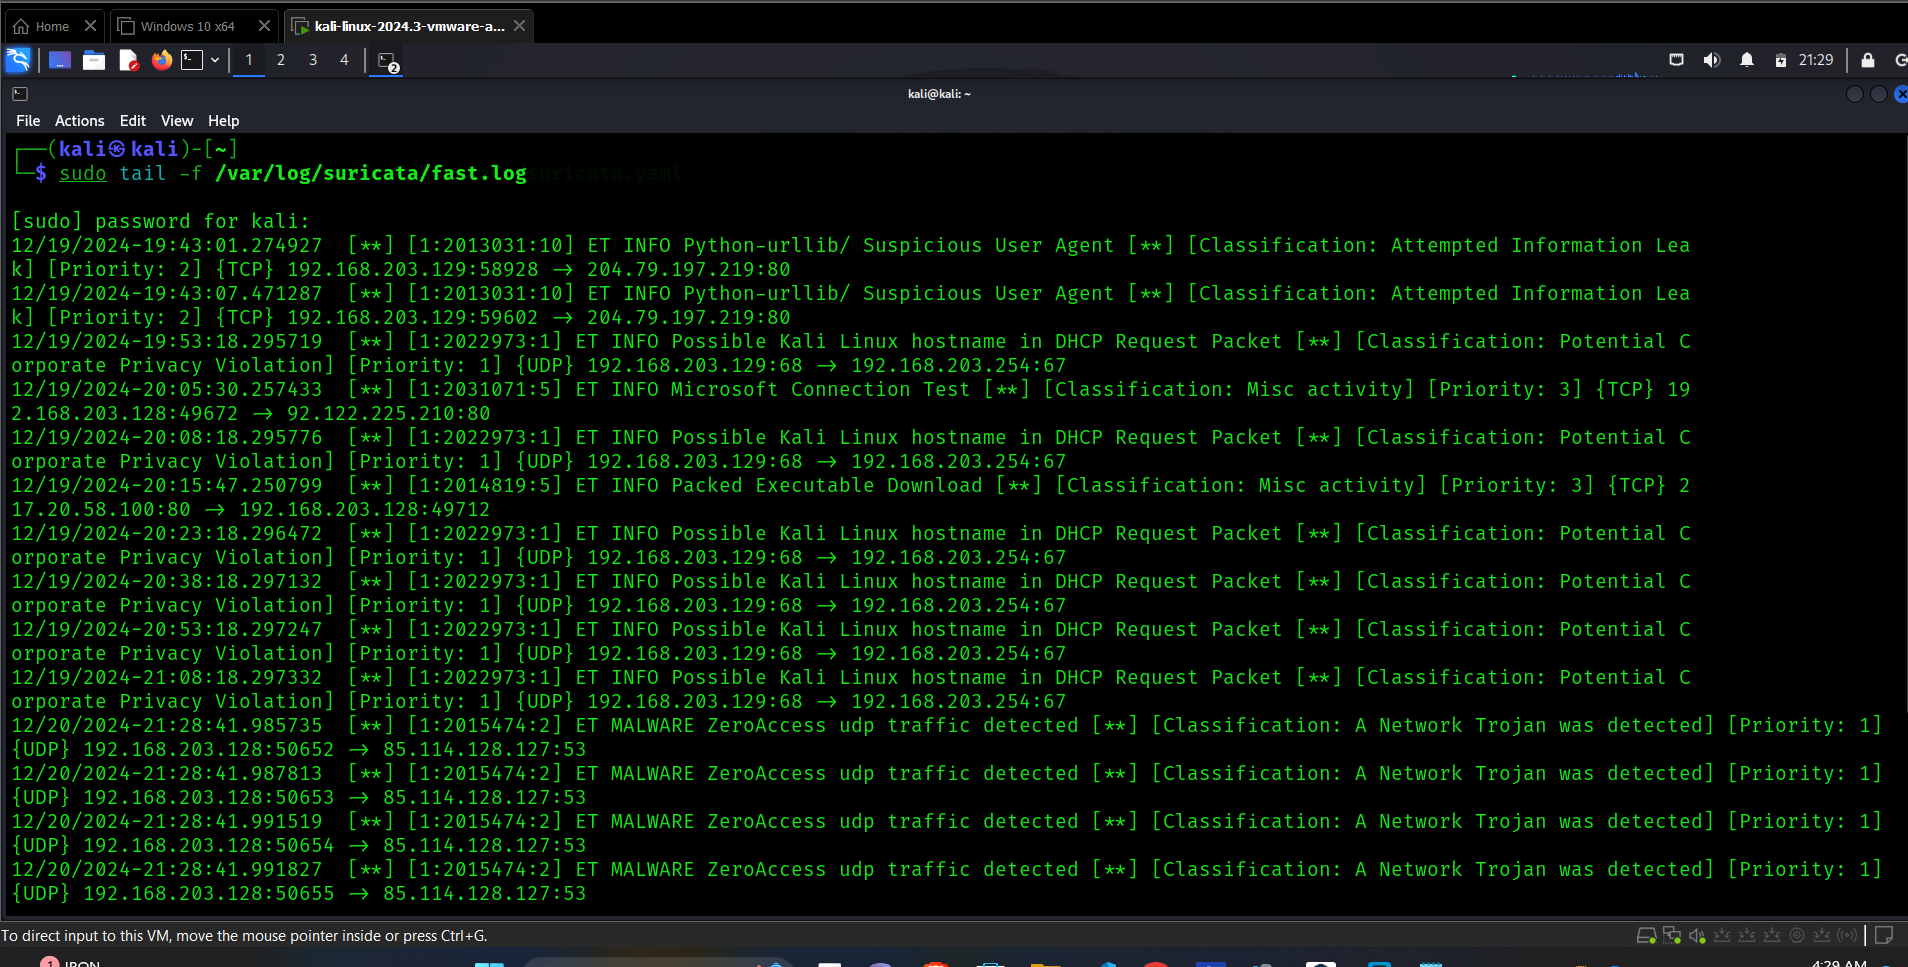 Home
Windows 10 x64
kali-linux-2024.3-vmware-a...
1 2 3 4
2
21:29
kali@kali: ~
File Actions Edit View Help
┌──(kali㉿kali)-[~]
└─$ sudo tail -f /var/log/suricata/fast.log
[sudo] password for kali:
12/19/2024-19:43:01.274927  [**] [1:2013031:10] ET INFO Python-urllib/ Suspicious User Agent [**] [Classification: Attempted Information Lea
k] [Priority: 2] {TCP} 192.168.203.129:58928 -> 204.79.197.219:80
12/19/2024-19:43:07.471287  [**] [1:2013031:10] ET INFO Python-urllib/ Suspicious User Agent [**] [Classification: Attempted Information Lea
k] [Priority: 2] {TCP} 192.168.203.129:59602 -> 204.79.197.219:80
12/19/2024-19:53:18.295719  [**] [1:2022973:1] ET INFO Possible Kali Linux hostname in DHCP Request Packet [**] [Classification: Potential C
orporate Privacy Violation] [Priority: 1] {UDP} 192.168.203.129:68 -> 192.168.203.254:67
12/19/2024-20:05:30.257433  [**] [1:2031071:5] ET INFO Microsoft Connection Test [**] [Classification: Misc activity] [Priority: 3] {TCP} 19
2.168.203.128:49672 -> 92.122.225.210:80
12/19/2024-20:08:18.295776  [**] [1:2022973:1] ET INFO Possible Kali Linux hostname in DHCP Request Packet [**] [Classification: Potential C
orporate Privacy Violation] [Priority: 1] {UDP} 192.168.203.129:68 -> 192.168.203.254:67
12/19/2024-20:15:47.250799  [**] [1:2014819:5] ET INFO Packed Executable Download [**] [Classification: Misc activity] [Priority: 3] {TCP} 2
17.20.58.100:80 -> 192.168.203.128:49712
12/19/2024-20:23:18.296472  [**] [1:2022973:1] ET INFO Possible Kali Linux hostname in DHCP Request Packet [**] [Classification: Potential C
orporate Privacy Violation] [Priority: 1] {UDP} 192.168.203.129:68 -> 192.168.203.254:67
12/19/2024-20:38:18.297132  [**] [1:2022973:1] ET INFO Possible Kali Linux hostname in DHCP Request Packet [**] [Classification: Potential C
orporate Privacy Violation] [Priority: 1] {UDP} 192.168.203.129:68 -> 192.168.203.254:67
12/19/2024-20:53:18.297247  [**] [1:2022973:1] ET INFO Possible Kali Linux hostname in DHCP Request Packet [**] [Classification: Potential C
orporate Privacy Violation] [Priority: 1] {UDP} 192.168.203.129:68 -> 192.168.203.254:67
12/19/2024-21:08:18.297332  [**] [1:2022973:1] ET INFO Possible Kali Linux hostname in DHCP Request Packet [**] [Classification: Potential C
orporate Privacy Violation] [Priority: 1] {UDP} 192.168.203.129:68 -> 192.168.203.254:67
12/20/2024-21:28:41.985735  [**] [1:2015474:2] ET MALWARE ZeroAccess udp traffic detected [**] [Classification: A Network Trojan was detected] [Priority: 1]
{UDP} 192.168.203.128:50652 -> 85.114.128.127:53
12/20/2024-21:28:41.987813  [**] [1:2015474:2] ET MALWARE ZeroAccess udp traffic detected [**] [Classification: A Network Trojan was detected] [Priority: 1]
{UDP} 192.168.203.128:50653 -> 85.114.128.127:53
12/20/2024-21:28:41.991519  [**] [1:2015474:2] ET MALWARE ZeroAccess udp traffic detected [**] [Classification: A Network Trojan was detected] [Priority: 1]
{UDP} 192.168.203.128:50654 -> 85.114.128.127:53
12/20/2024-21:28:41.991827  [**] [1:2015474:2] ET MALWARE ZeroAccess udp traffic detected [**] [Classification: A Network Trojan was detected] [Priority: 1]
{UDP} 192.168.203.128:50655 -> 85.114.128.127:53
To direct input to this VM, move the mouse pointer inside or press Ctrl+G.
1
4:29 AM